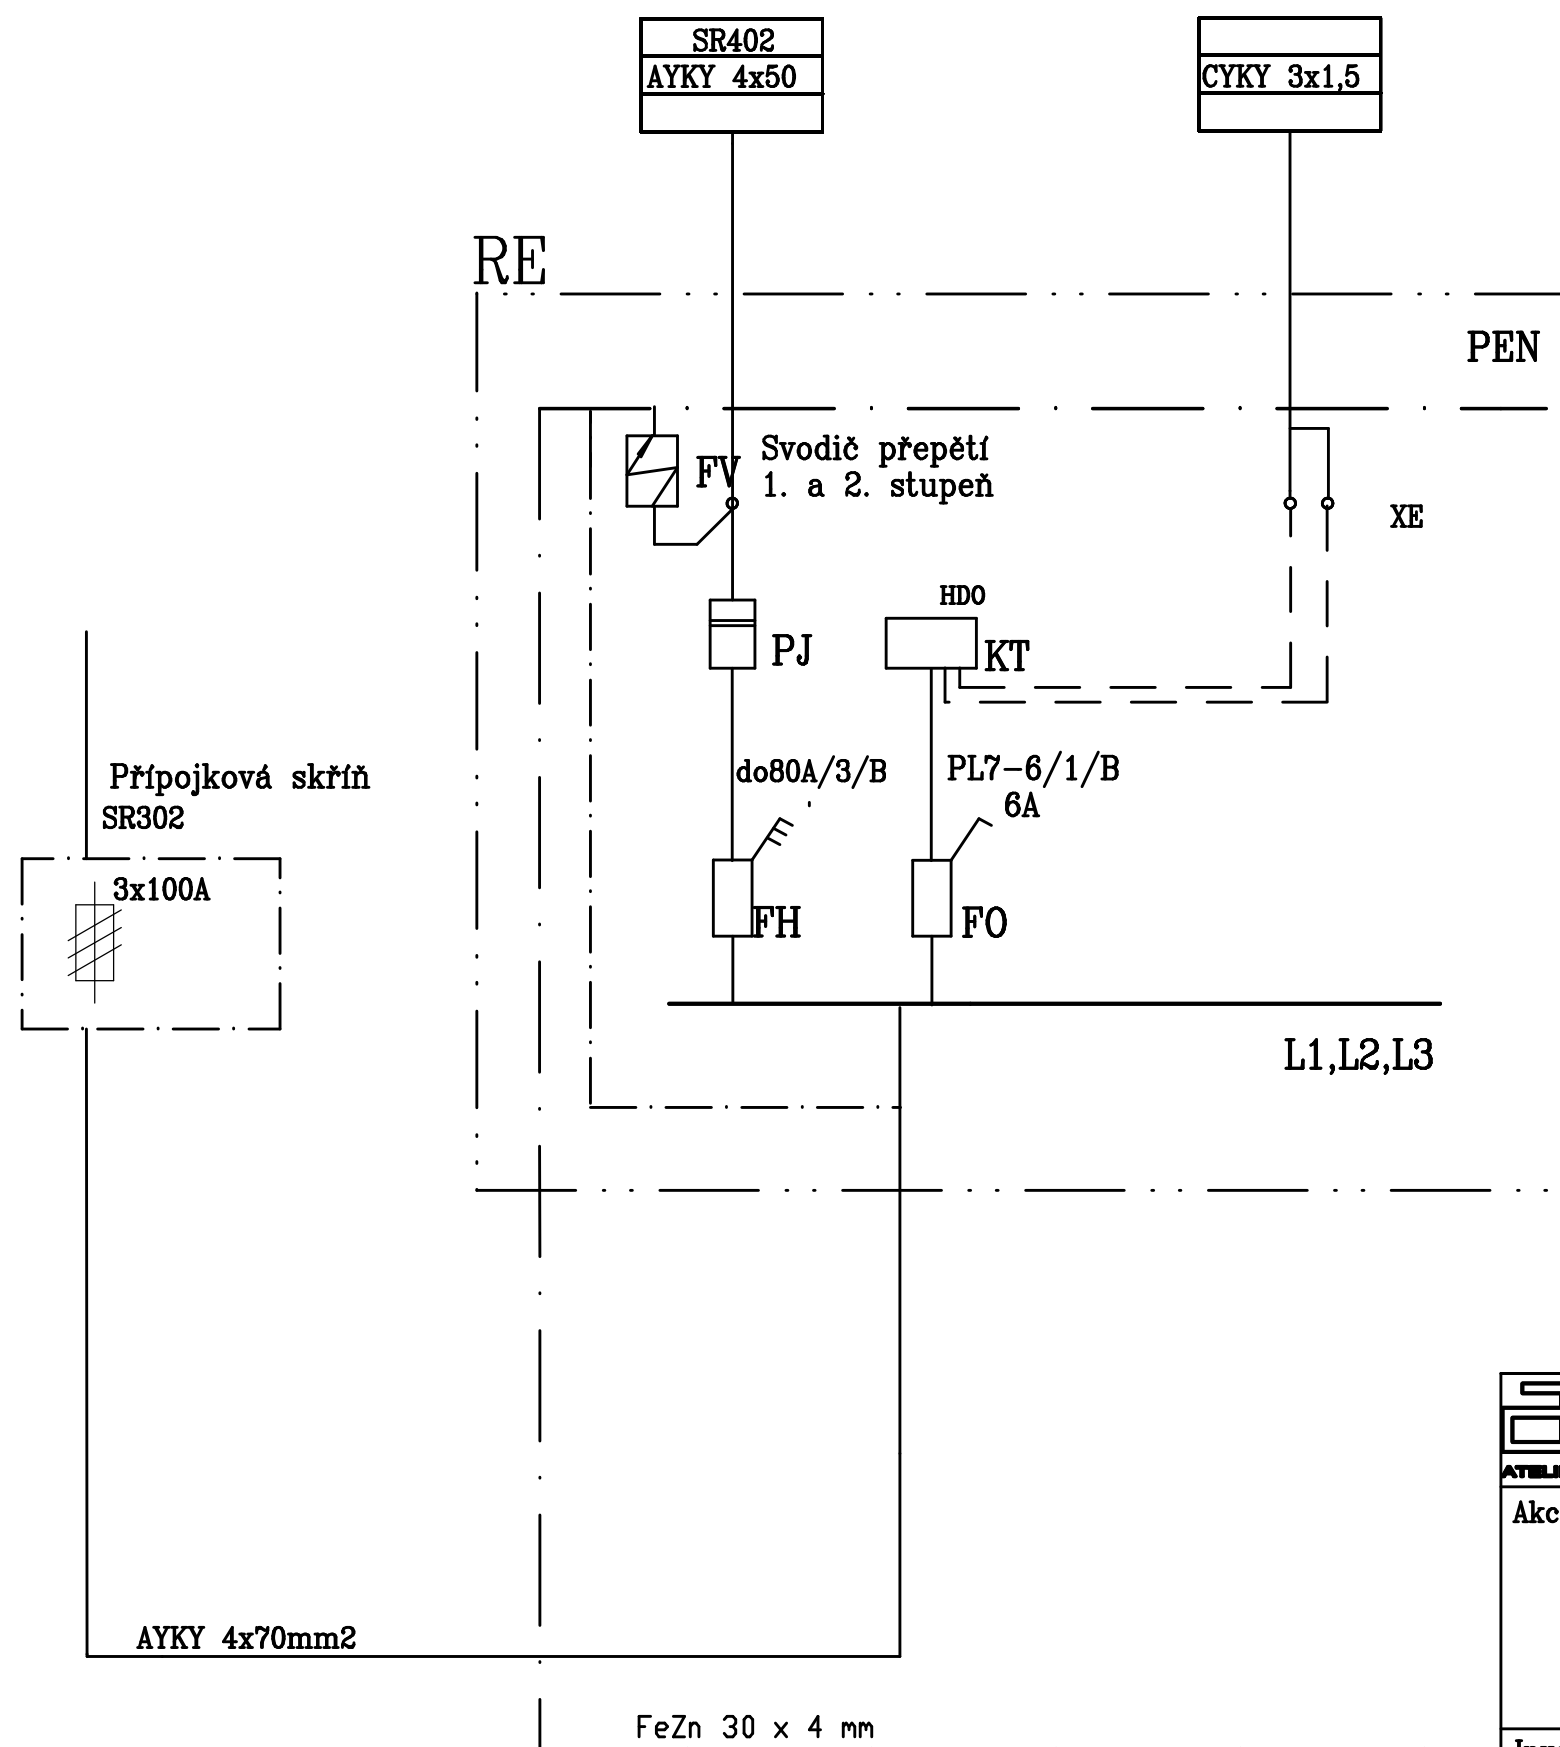 SR402
AYKY 4x50
CYKY 3x1,5
RE
PEN
Svodič přepětí
1. a 2. stupeň
FV
XE
HDO
PJ
KT
do80A/3/B
PL7-6/1/B
6A
Přípojková skříň
SR302
3x100A
FH
FO
L1,L2,L3
AYKY 4x70mm2
FeZn 30 x 4 mm
ATELI
Akc